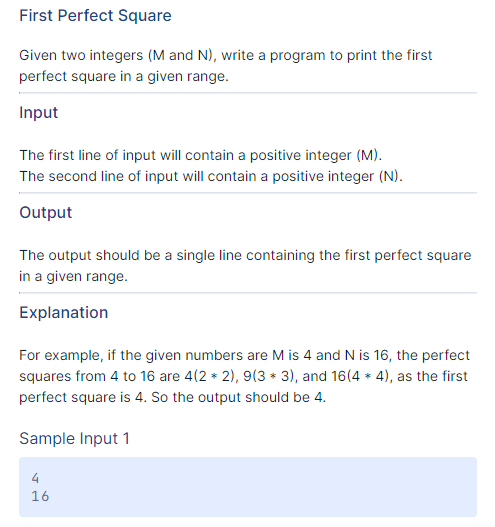 First Perfect Square
Given two integers (M and N), write a program to print the first
perfect square in a given range.
Input
The first line of input will contain a positive integer (M).
The second line of input will contain a positive integer (N).
Output
The output should be a single line containing the first perfect square
in a given range.
Explanation
For example, if the given numbers are M is 4 and N is 16, the perfect
squares from 4 to 16 are 4(2 * 2), 9(3 * 3), and 16(4 * 4), as the first
perfect square is 4. So the output should be 4.
Sample Input 1
4
16